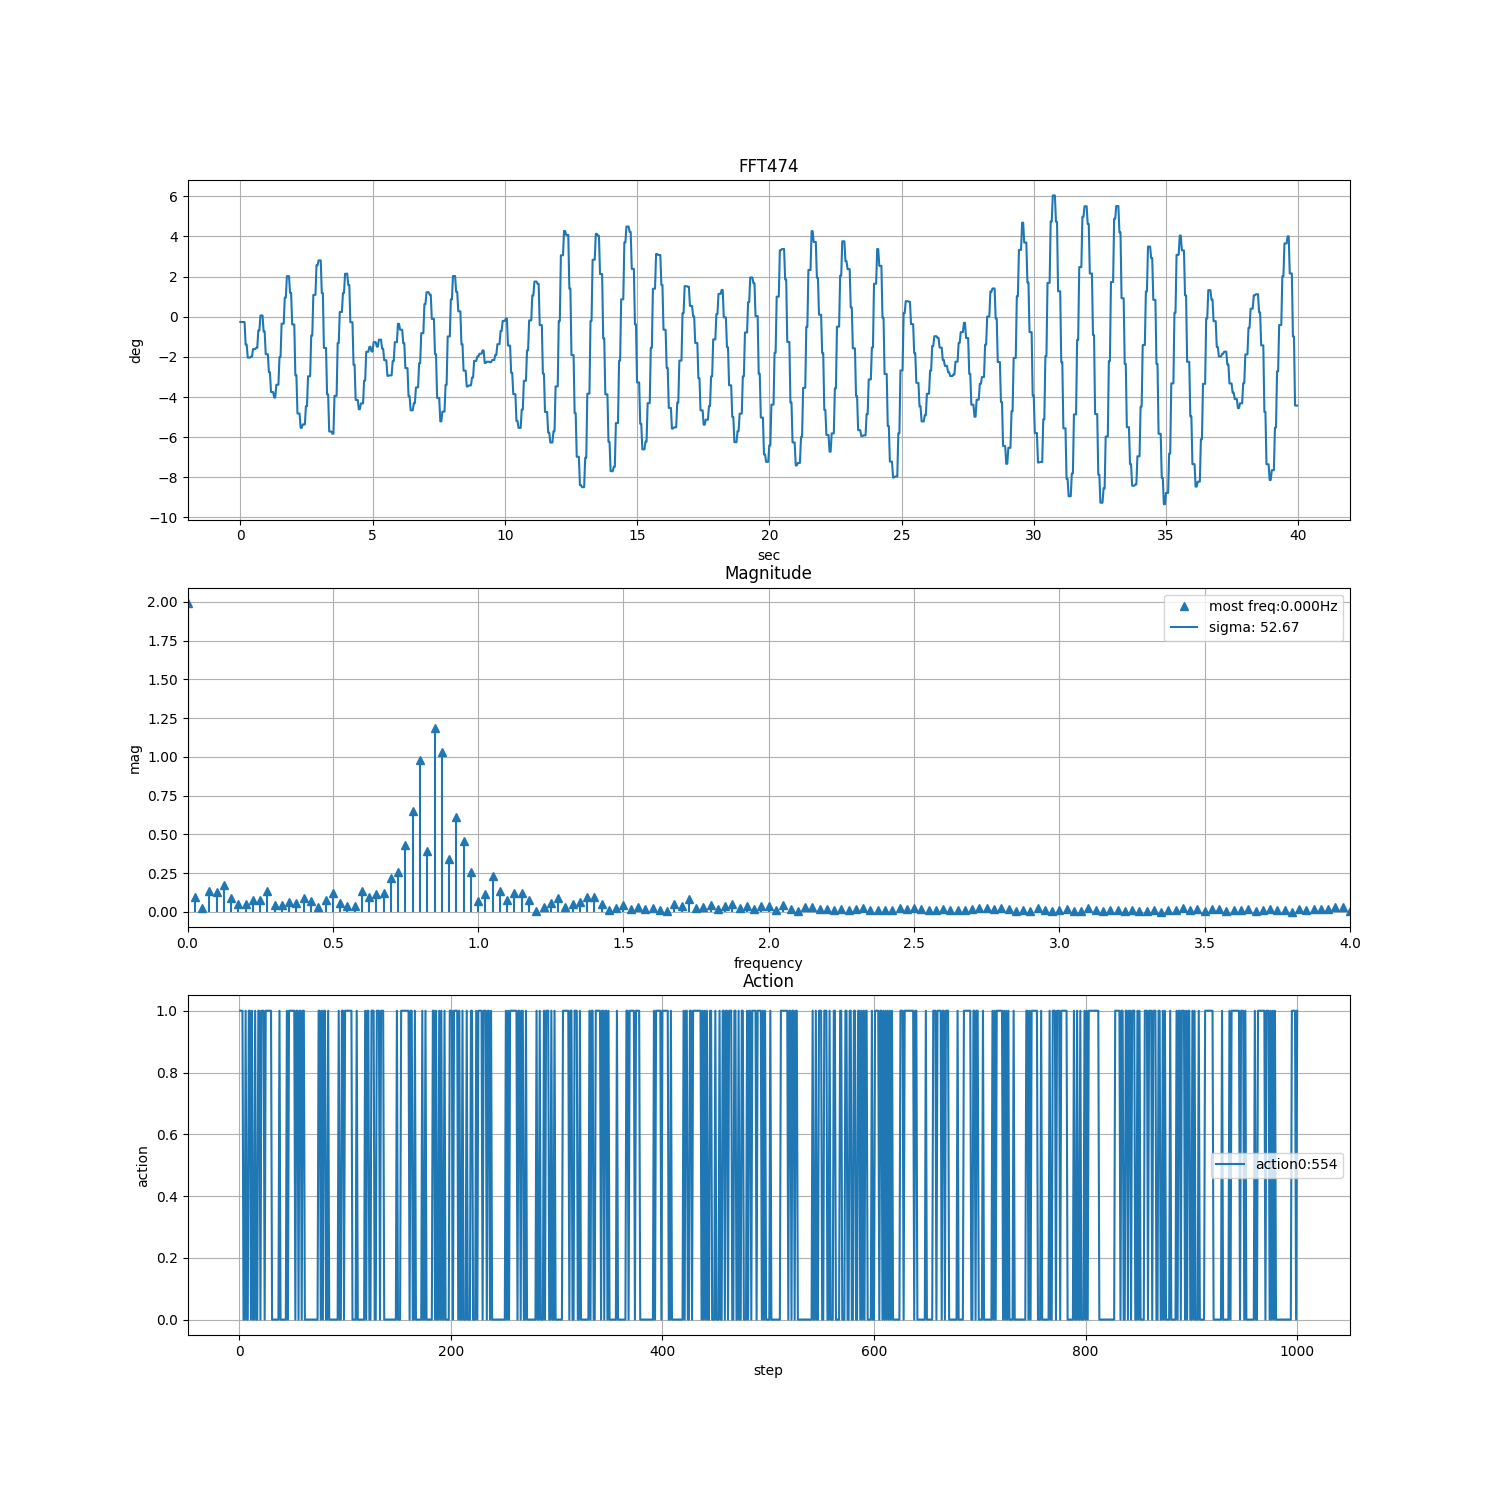 FFT474
6
4
2
0
−2
−4
−6
−8
−10
deg
0 5 10 15 20 25 30 35 40
sec
Magnitude
2.00
1.75
1.50
1.25
1.00
0.75
0.50
0.25
0.00
mag
most freq:0.000Hz
sigma: 52.67
0.0 0.5 1.0 1.5 2.0 2.5 3.0 3.5 4.0
frequency
Action
1.0
0.8
0.6
0.4
0.2
0.0
action
action0:554
0 200 400 600 800 1000
step